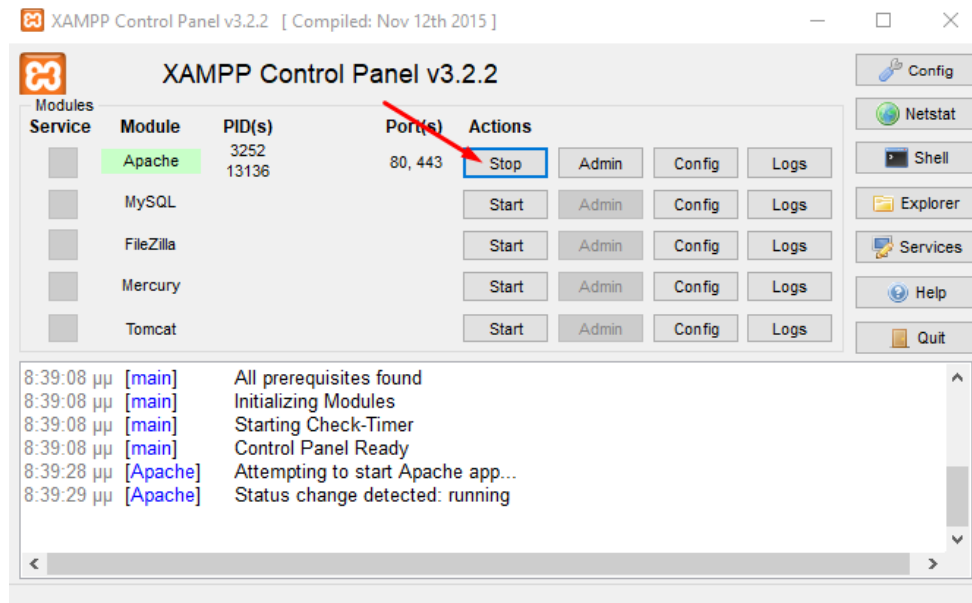 XAMPP Control Panel v3.2.2 [ Compiled: Nov 12th 2015 ]
XAMPP Control Panel v3.2.2
Modules
Service Module PID(s) Port(s) Actions
Apache 3252 13136 80, 443 Stop Admin Config Logs
MySQL Start Admin Config Logs
FileZilla Start Admin Config Logs
Mercury Start Admin Config Logs
Tomcat Start Admin Config Logs
Config
Netstat
Shell
Explorer
Services
Help
Quit
8:39:08 μμ [main] All prerequisites found
8:39:08 μμ [main] Initializing Modules
8:39:08 μμ [main] Starting Check-Timer
8:39:08 μμ [main] Control Panel Ready
8:39:28 μμ [Apache] Attempting to start Apache app...
8:39:29 μμ [Apache] Status change detected: running